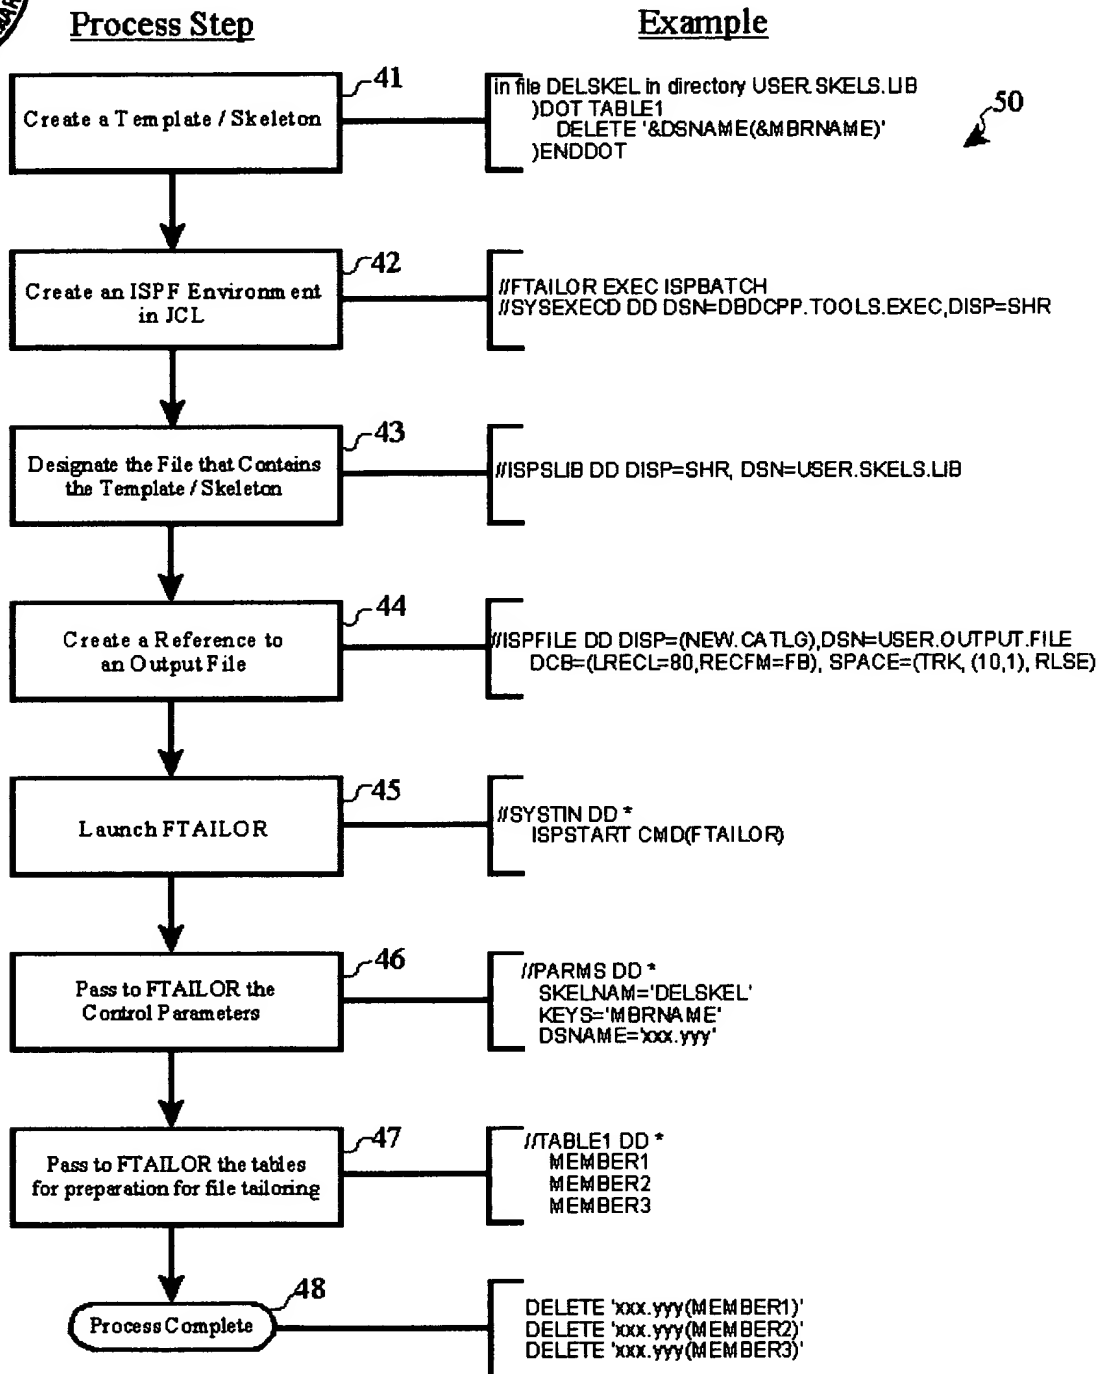 Process Step
Example
41
Create a Template / Skeleton
in file DELSKEL in directory USER.SKELS.LIB
)DOT TABLE1
DELETE '&DSNAME(&MBRNAME)'
)ENDDOT
50
42
Create an ISPF Environment
in JCL
//FTAILOR EXEC ISPBATCH
//SYSEXECD DD DSN=DBDCPP.TOOLS.EXEC,DISP=SHR
43
Designate the File that Contains
the Template / Skeleton
//ISPSLIB DD DISP=SHR, DSN=USER.SKELS.LIB
44
Create a Reference to
an Output File
//ISPFILE DD DISP=(NEW.CATLG),DSN=USER.OUTPUT.FILE
DCB=(LRECL=80,RECFM=FB), SPACE=(TRK, (10,1), RLSE)
45
Launch FTAILOR
//SYSTIN DD *
ISPSTART CMD(FTAILOR)
46
Pass to FTAILOR the
Control Parameters
//PARMS DD *
SKELNAM='DELSKEL'
KEYS='MBRNAME'
DSNAME='xxx.yyy'
47
Pass to FTAILOR the tables
for preparation for file tailoring
//TABLE1 DD *
MEMBER1
MEMBER2
MEMBER3
48
Process Complete
DELETE 'xxx.yyy(MEMBER1)'
DELETE 'xxx.yyy(MEMBER2)'
DELETE 'xxx.yyy(MEMBER3)'